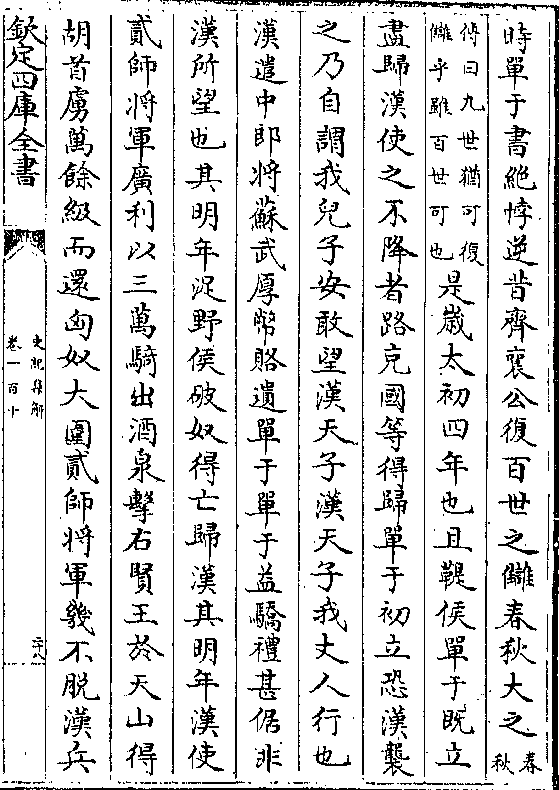 時單于書絶悖逆昔齊襄公復百世之讎春秋大之春秋
傳曰九世猶可復讎乎雖百世可也是歲太初四年也且鞮侯單于既立
盡歸漢使之不降者路充國等得歸單于初立恐漢襲
之乃自謂我兒子安敢望漢天子漢天子我丈人行也
漢遣中郎將蘇武厚幣賂遺單于單于益驕禮甚倨非
漢所望也其明年浞野侯破奴得亡歸漢其明年漢使
貳師將軍廣利以三萬騎出酒泉擊右賢王於天山得
胡首虜萬餘級而還匈奴大圍貳師將軍幾不脱漢兵
欽定四庫全書
史記集解
卷一百十
二十八